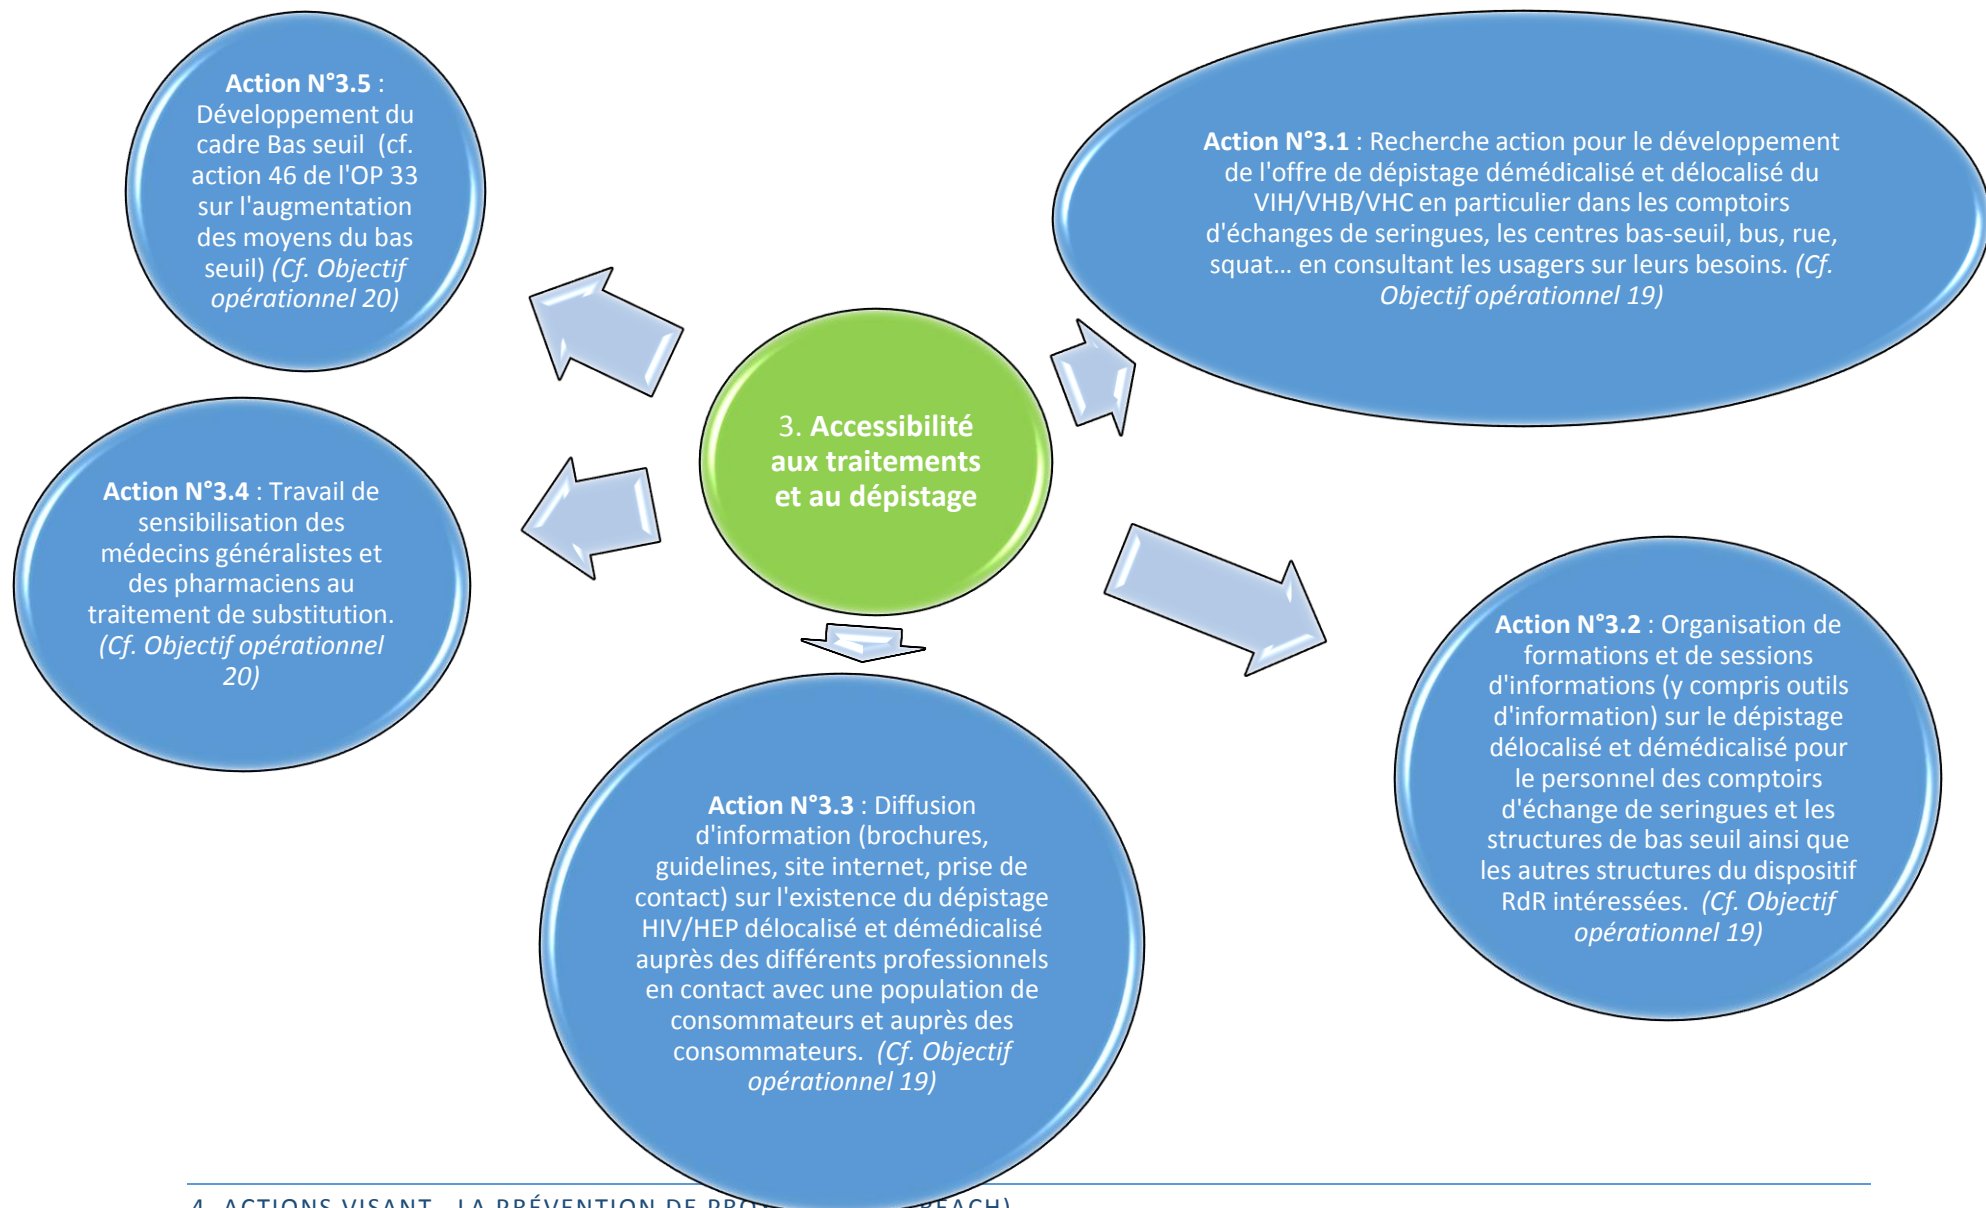 Action N°3.5 :
Développement du
cadre Bas seuil (cf.
action 46 de l'OP 33
sur l'augmentation
des moyens du bas
seuil) (Cf. Objectif
opérationnel 20)
Action N°3.1 : Recherche action pour le développement
de l'offre de dépistage démédicalisé et délocalisé du
VIH/VHB/VHC en particulier dans les comptoirs
d'échanges de seringues, les centres bas-seuil, bus, rue,
squat… en consultant les usagers sur leurs besoins. (Cf.
Objectif opérationnel 19)
3. Accessibilité
aux traitements
et au dépistage
Action N°3.4 : Travail de
sensibilisation des
médecins généralistes et
des pharmaciens au
traitement de substitution.
(Cf. Objectif opérationnel
20)
Action N°3.2 : Organisation de
formations et de sessions
d'informations (y compris outils
d'information) sur le dépistage
délocalisé et démédicalisé pour
le personnel des comptoirs
d'échange de seringues et les
structures de bas seuil ainsi que
les autres structures du dispositif
RdR intéressées. (Cf. Objectif
opérationnel 19)
Action N°3.3 : Diffusion
d'information (brochures,
guidelines, site internet, prise de
contact) sur l'existence du dépistage
HIV/HEP délocalisé et démédicalisé
auprès des différents professionnels
en contact avec une population de
consommateurs et auprès des
consommateurs. (Cf. Objectif
opérationnel 19)
4. ACTIONS VISANT LA PRÉVENTION DE